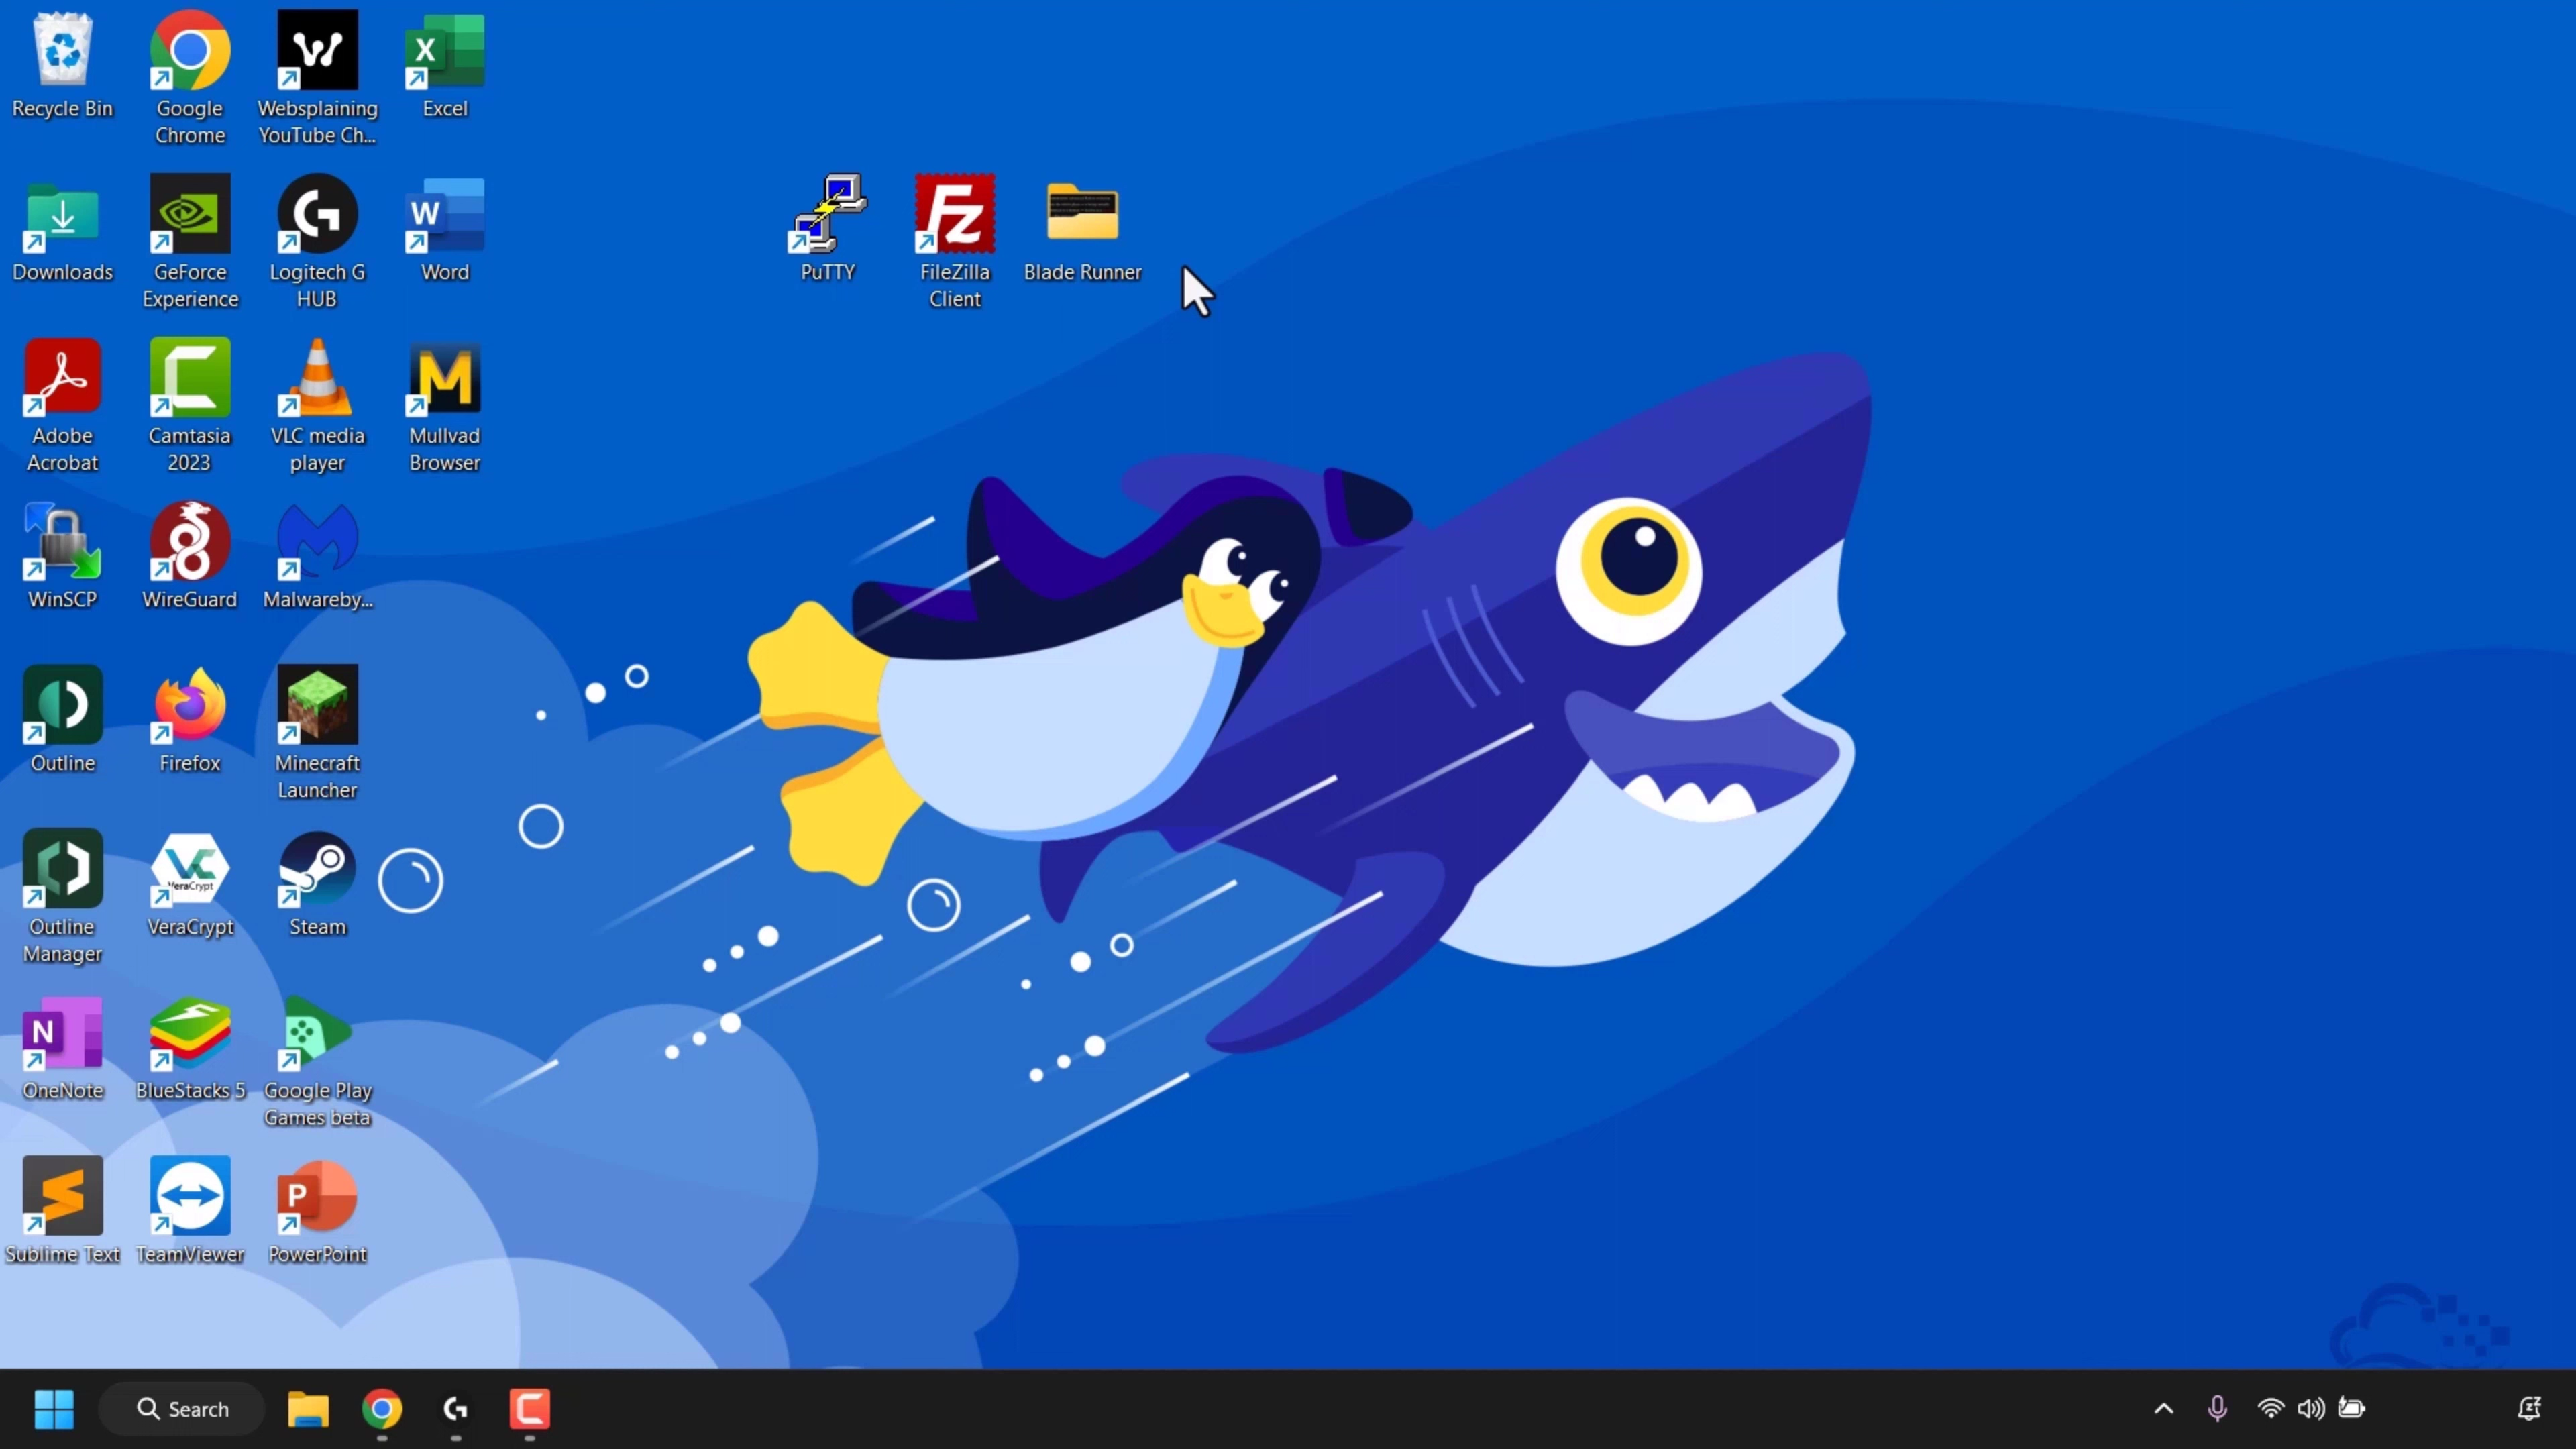 Recycle Bin
Google
Chrome
Websplaining
YouTube Ch...
Excel
Downloads
GeForce
Experience
Logitech G
HUB
Word
PuTTY
FileZilla
Client
Blade Runner
Adobe
Acrobat
Camtasia
2023
VLC media
player
Mullvad
Browser
WinSCP
WireGuard
Malwareby...
Outline
Firefox
Minecraft
Launcher
Outline
Manager
VeraCrypt
VeraCrypt
Steam
OneNote
BlueStacks 5
Google Play
Games beta
Sublime Text
TeamViewer
PowerPoint
Search